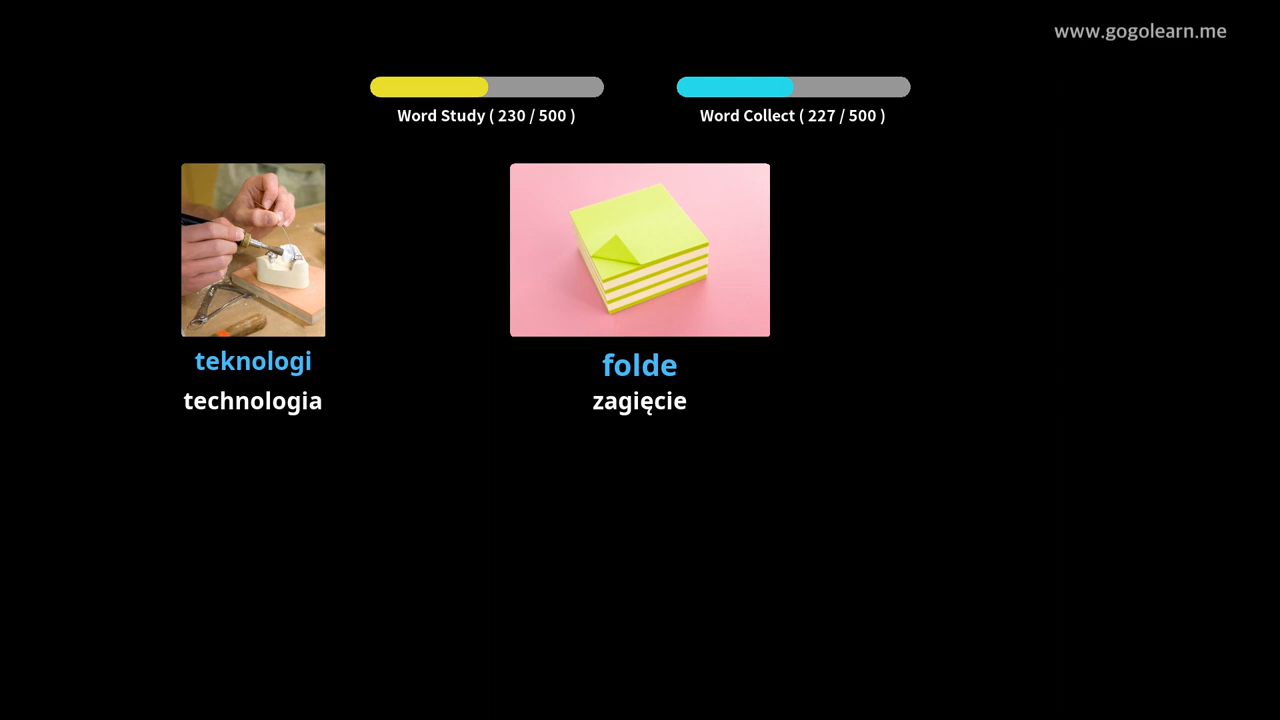 www.gogolearn.me
Word Study ( 230 / 500 )
Word Collect ( 227 / 500 )
teknologi
technologia
folde
zagięcie